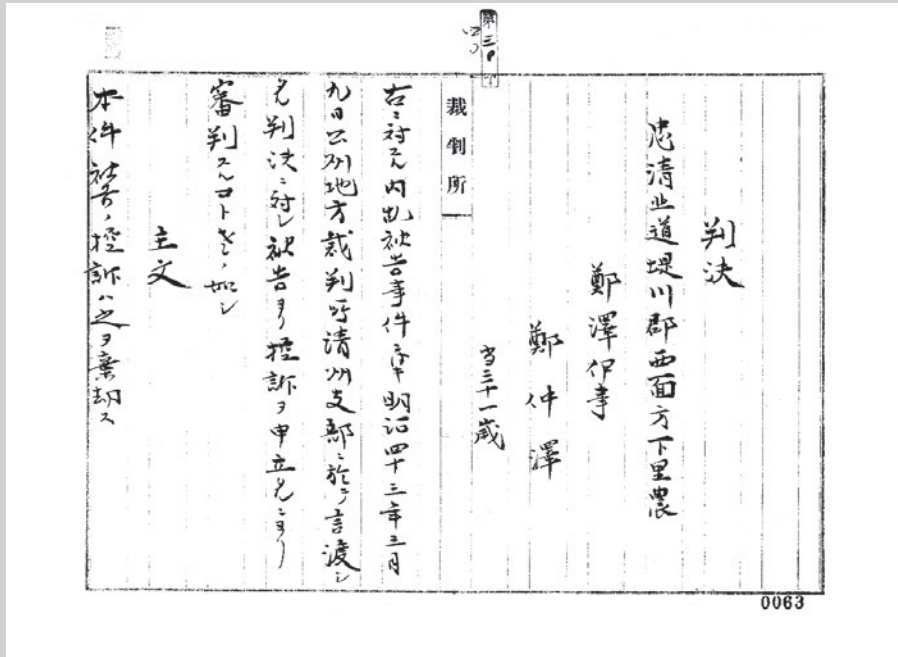 判決
忠清北道堤川郡西面方下里農
鄭澤伊事
鄭仲澤
当三十一歳
裁判所
右ニ対スル内乱被告事件ニ付 明治四十三年三月
九日公州地方裁判所清州支部ニ於テ言渡シ
タル判決ニ対シ被告ヨリ控訴ヲ申立タルニヨリ
審判スルコト左ノ如シ
主文
本件被告ノ控訴ハ之ヲ棄却ス
0063